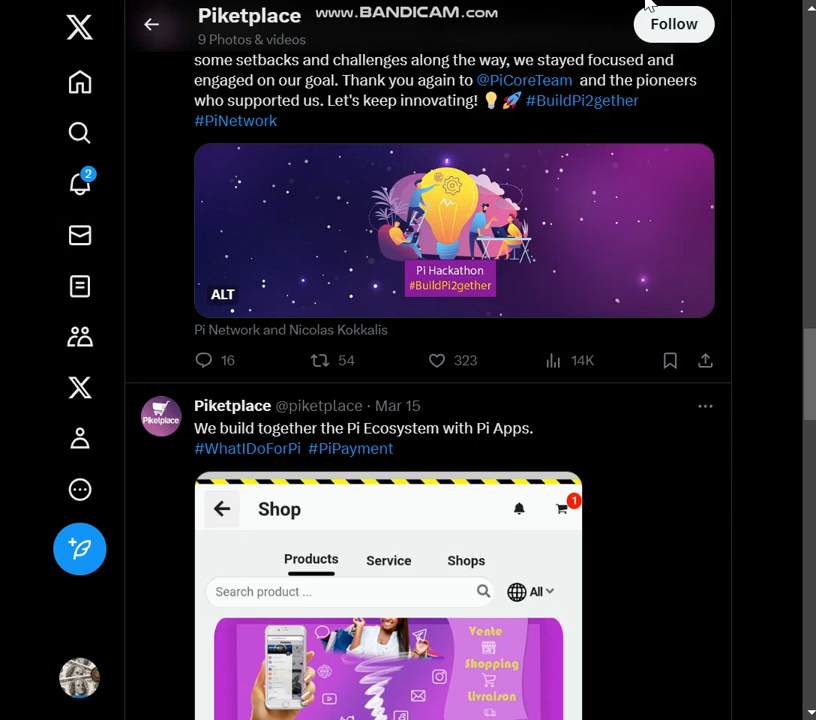 Piketplace
www.BANDICAM.com
Follow
9 Photos & videos
some setbacks and challenges along the way, we stayed focused and
engaged on our goal. Thank you again to @PiCoreTeam and the pioneers
who supported us. Let's keep innovating! 💡 🚀 #BuildPi2gether
#PiNetwork
2
Pi Hackathon
#BuildPi2gether
ALT
Pi Network and Nicolas Kokkalis
16 54 323 14K
Piketplace @piketplace · Mar 15
We build together the Pi Ecosystem with Pi Apps.
#WhatIDoForPi #PiPayment
Piketplace
Shop
1
Products Service Shops
Search product ... All
Vente
Shopping
Livraison